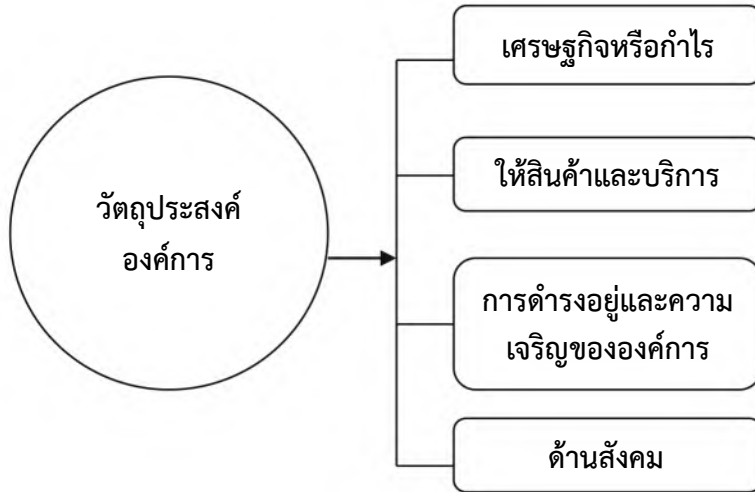 วัตถุประสงค์
องค์การ
เศรษฐกิจหรือกำไร
ให้สินค้าและบริการ
การดำรงอยู่และความ
เจริญขององค์การ
ด้านสังคม